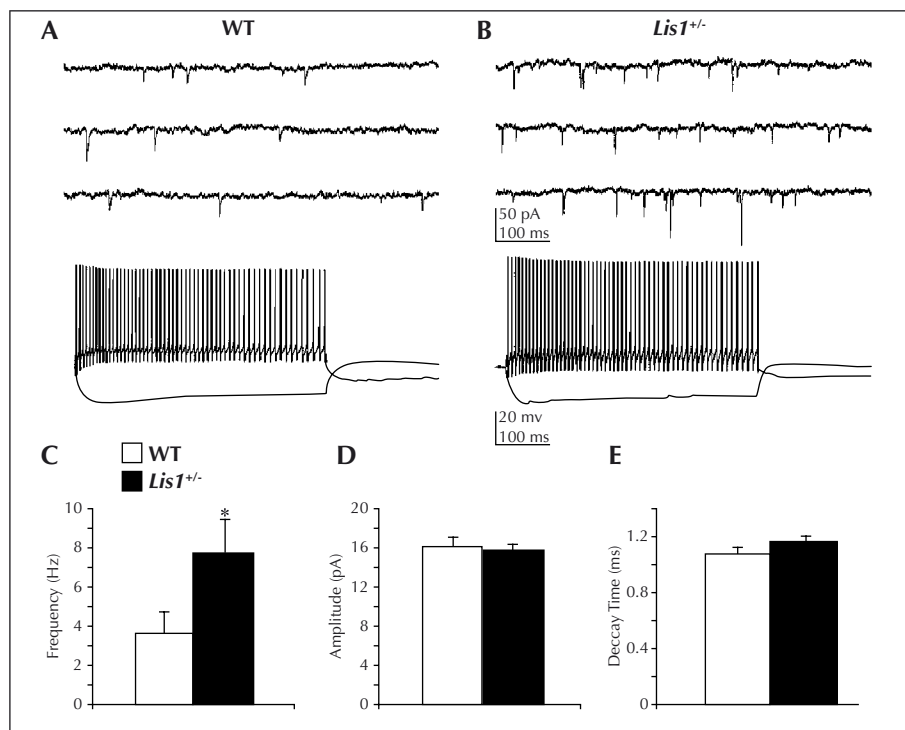 A WT B Lis1+/-
50 pA
100 ms
20 mv
100 ms
C WT D E
Lis1+/-
*
10
8
6
4
2
0
Frequency (Hz)
20
16
12
8
4
0
Amplitude (pA)
1.2
0.8
0.4
0
Deccay Time (ms)